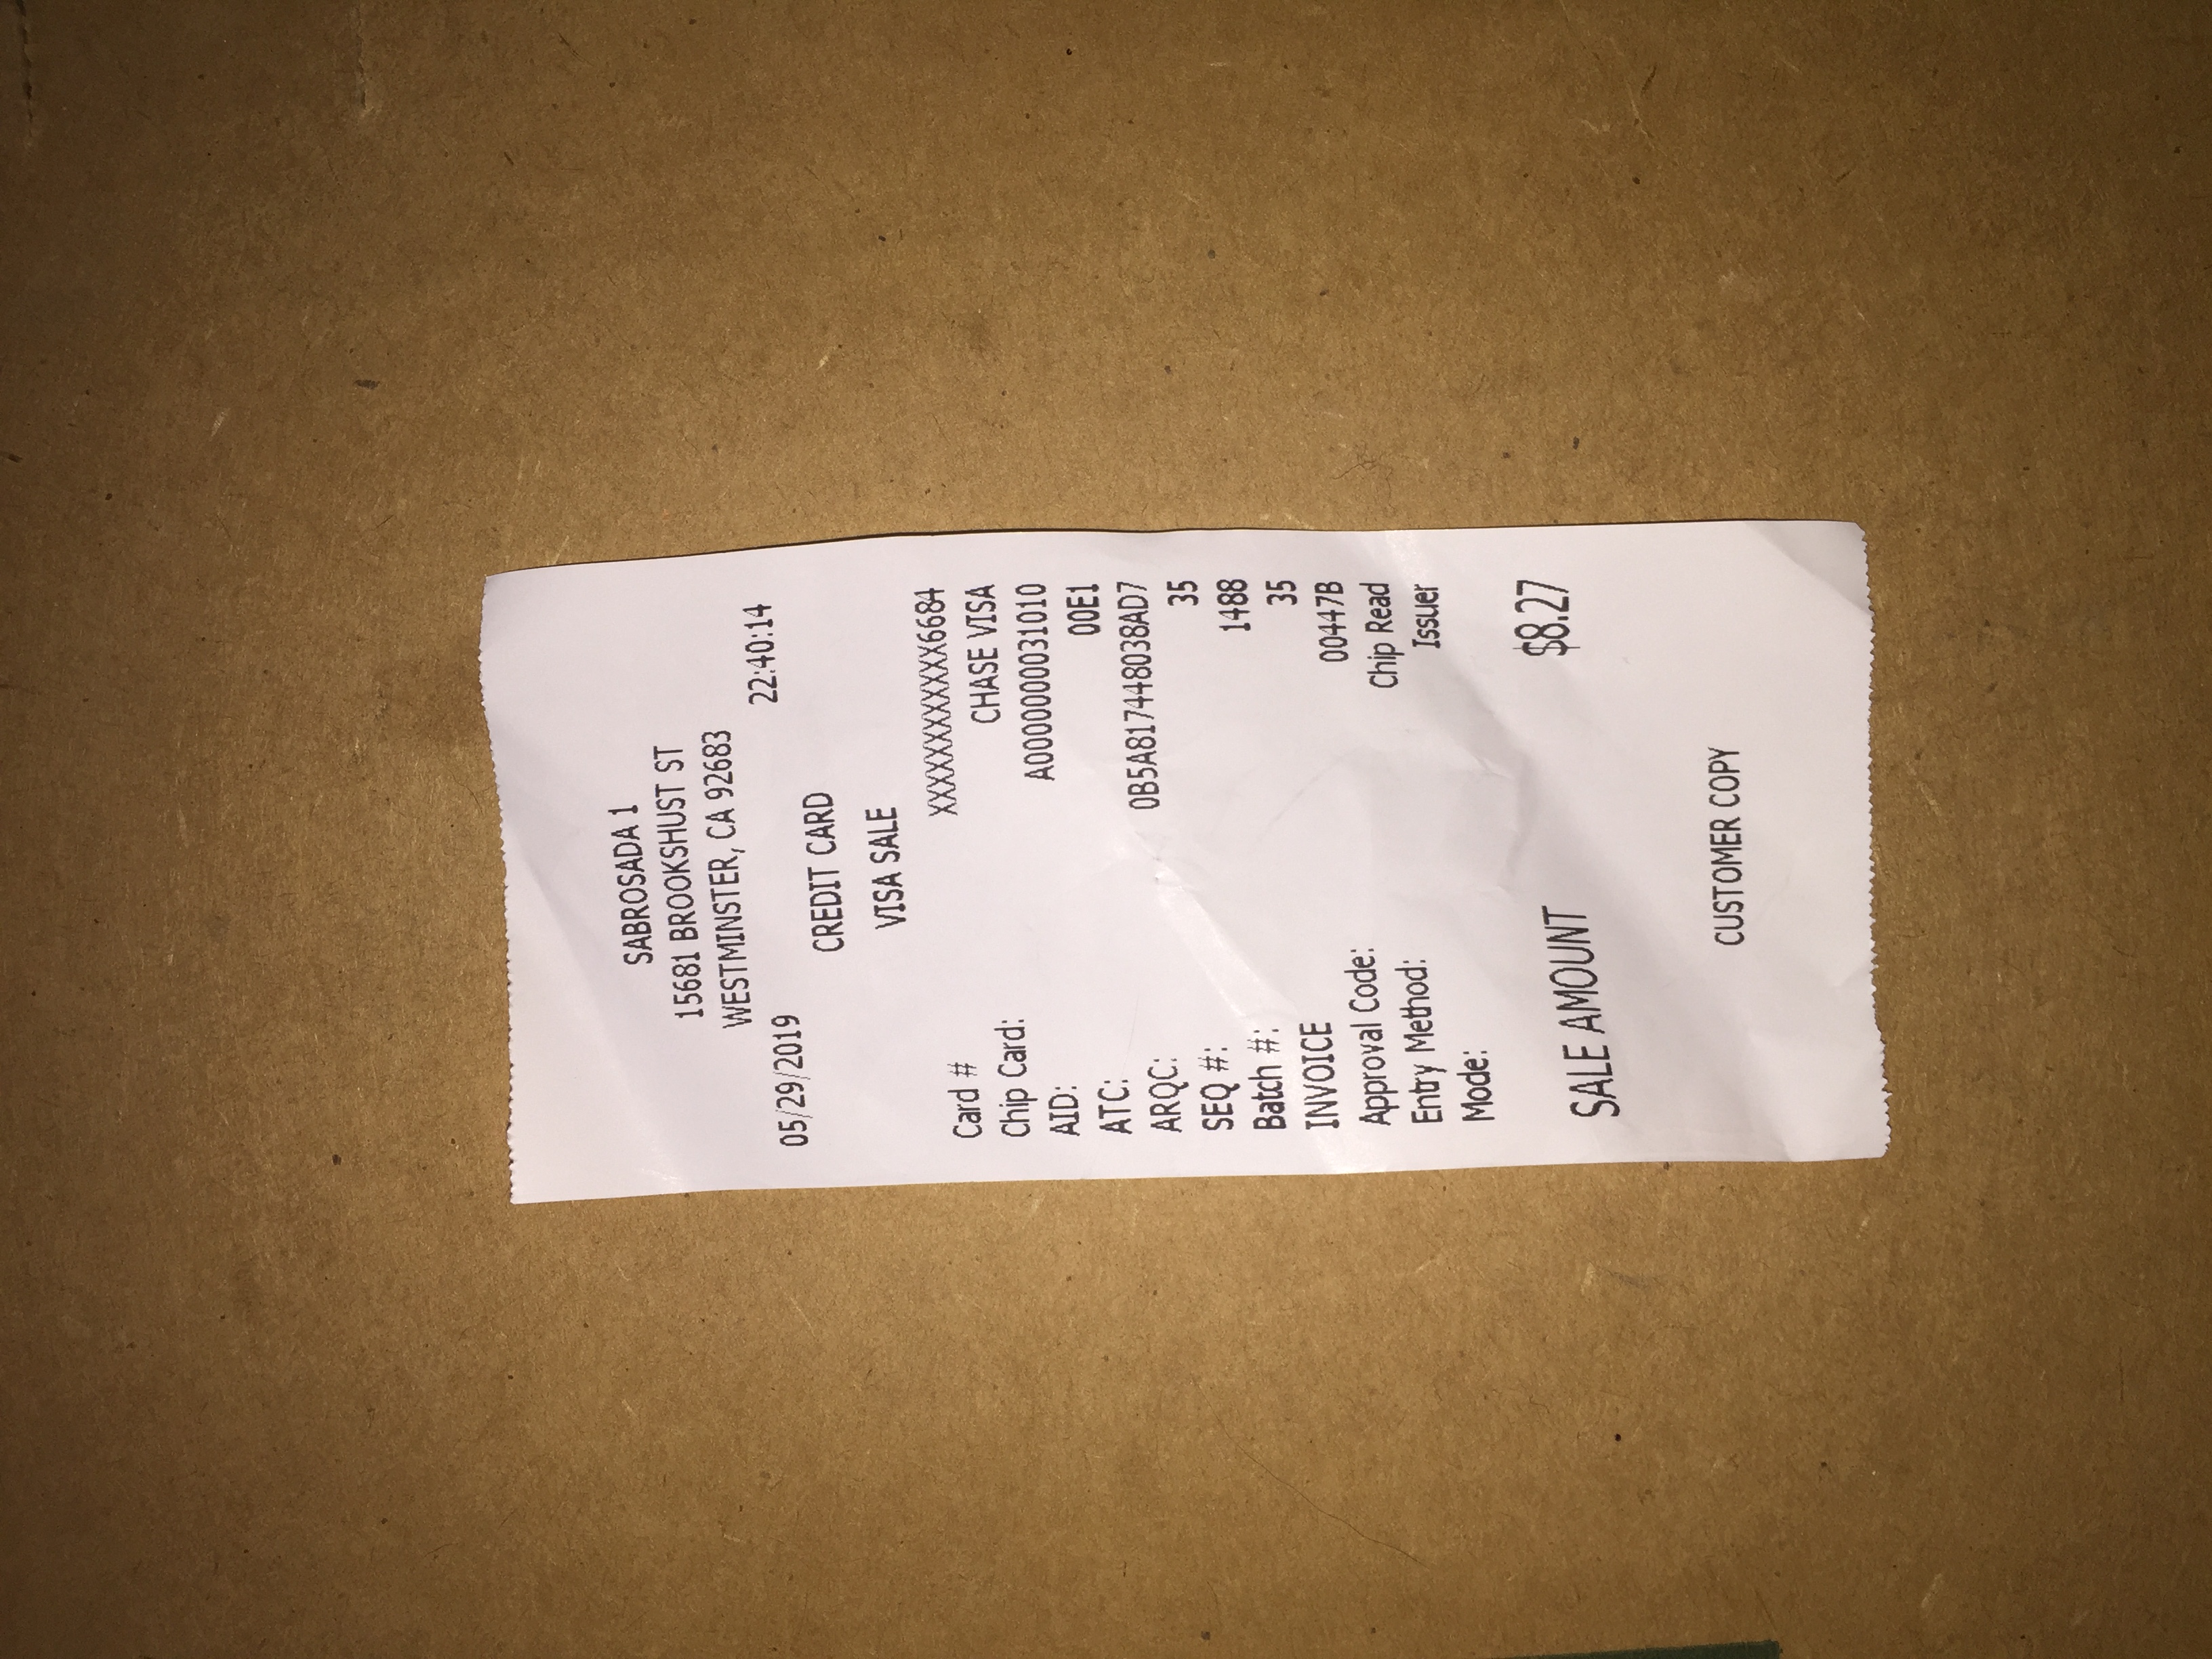 SABROSADA 1
15681 BROOKSHUST ST
WESTMINSTER, CA 92683
05/29/2019 22:40:14
CREDIT CARD
VISA SALE
Card # XXXXXXXXXXXX6684
Chip Card: CHASE VISA
AID: A0000000031010
ATC: 00E1
ARQC: 0B5A817448038AD7
SEQ #: 35
Batch #: 1488
INVOICE 35
Approval Code: 00447B
Entry Method: Chip Read
Mode: Issuer
SALE AMOUNT $8.27
CUSTOMER COPY